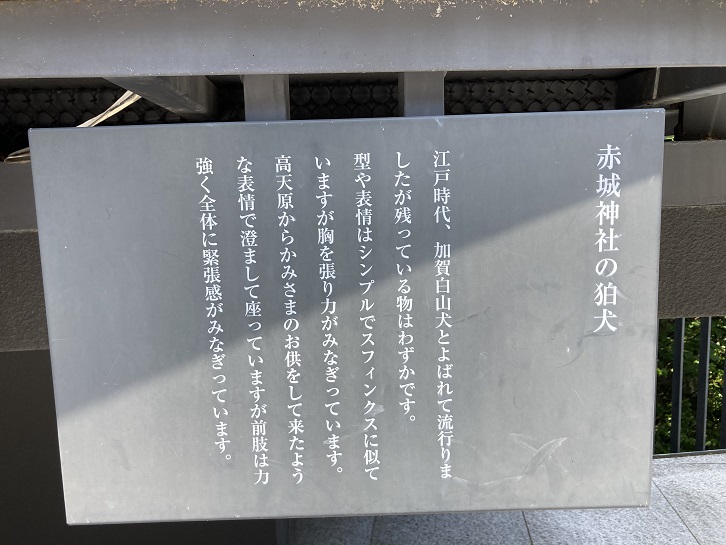 赤城神社の狛犬
江戸時代、加賀白山犬とよばれて流行りま
したが残っている物はわずかです。
型や表情はシンプルでスフィンクスに似て
いますが胸を張り力がみなぎっています。
高天原からかみさまのお供をして来たよう
な表情で澄まして座っていますが前肢は力
強く全体に緊張感がみなぎっています。